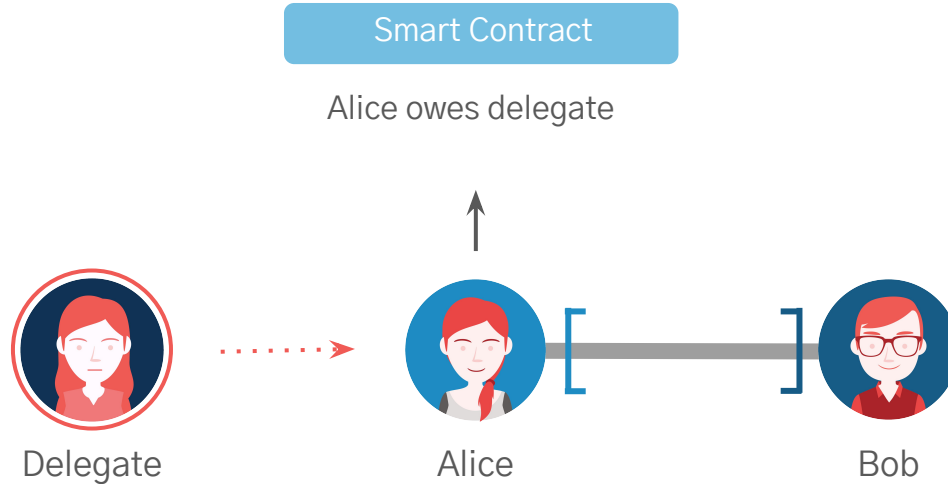 Smart Contract
Alice owes delegate
Delegate
Alice
Bob